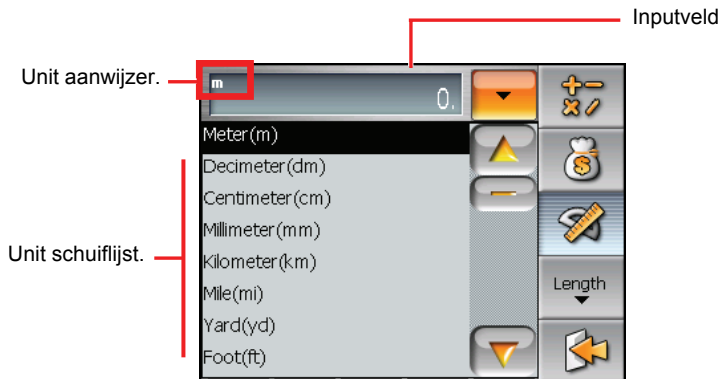 Inputveld
Unit aanwijzer.
m
0.
Meter(m)
Decimeter(dm)
Centimeter(cm)
Millimeter(mm)
Kilometer(km)
Mile(mi)
Yard(yd)
Foot(ft)
Unit schuiflijst.
Length